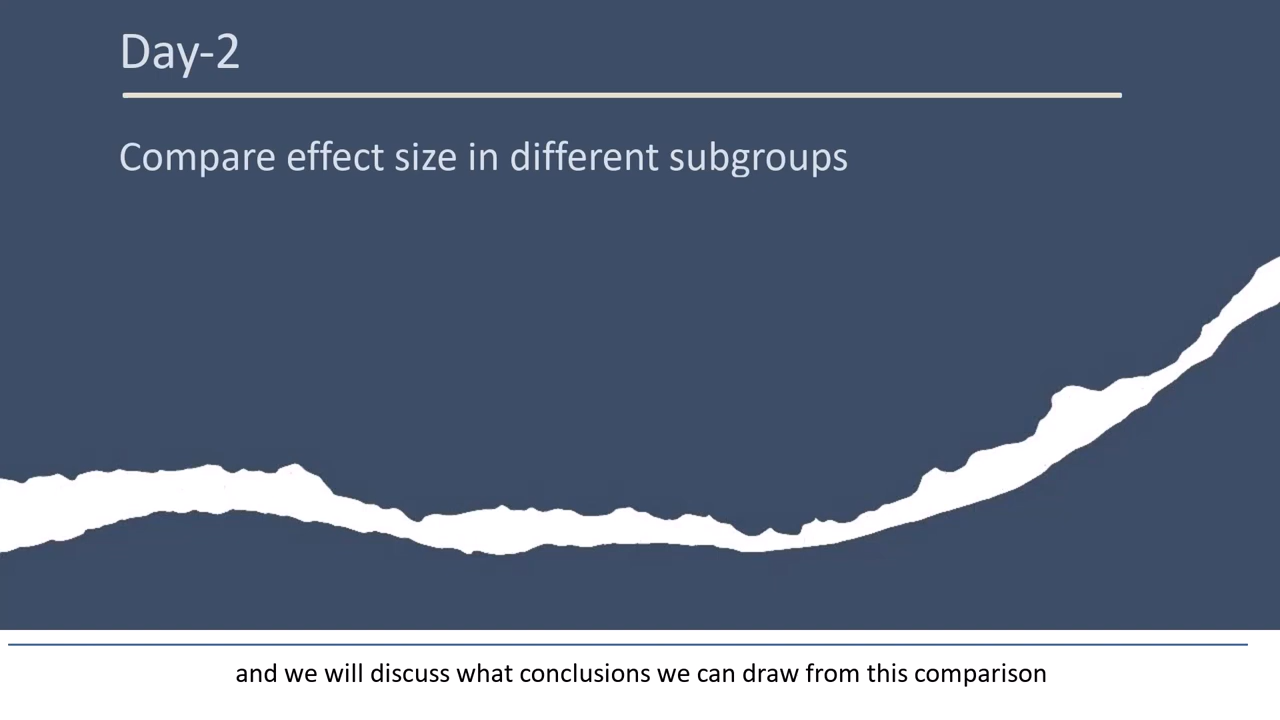 Day-2
Compare effect size in different subgroups
and we will discuss what conclusions we can draw from this comparison